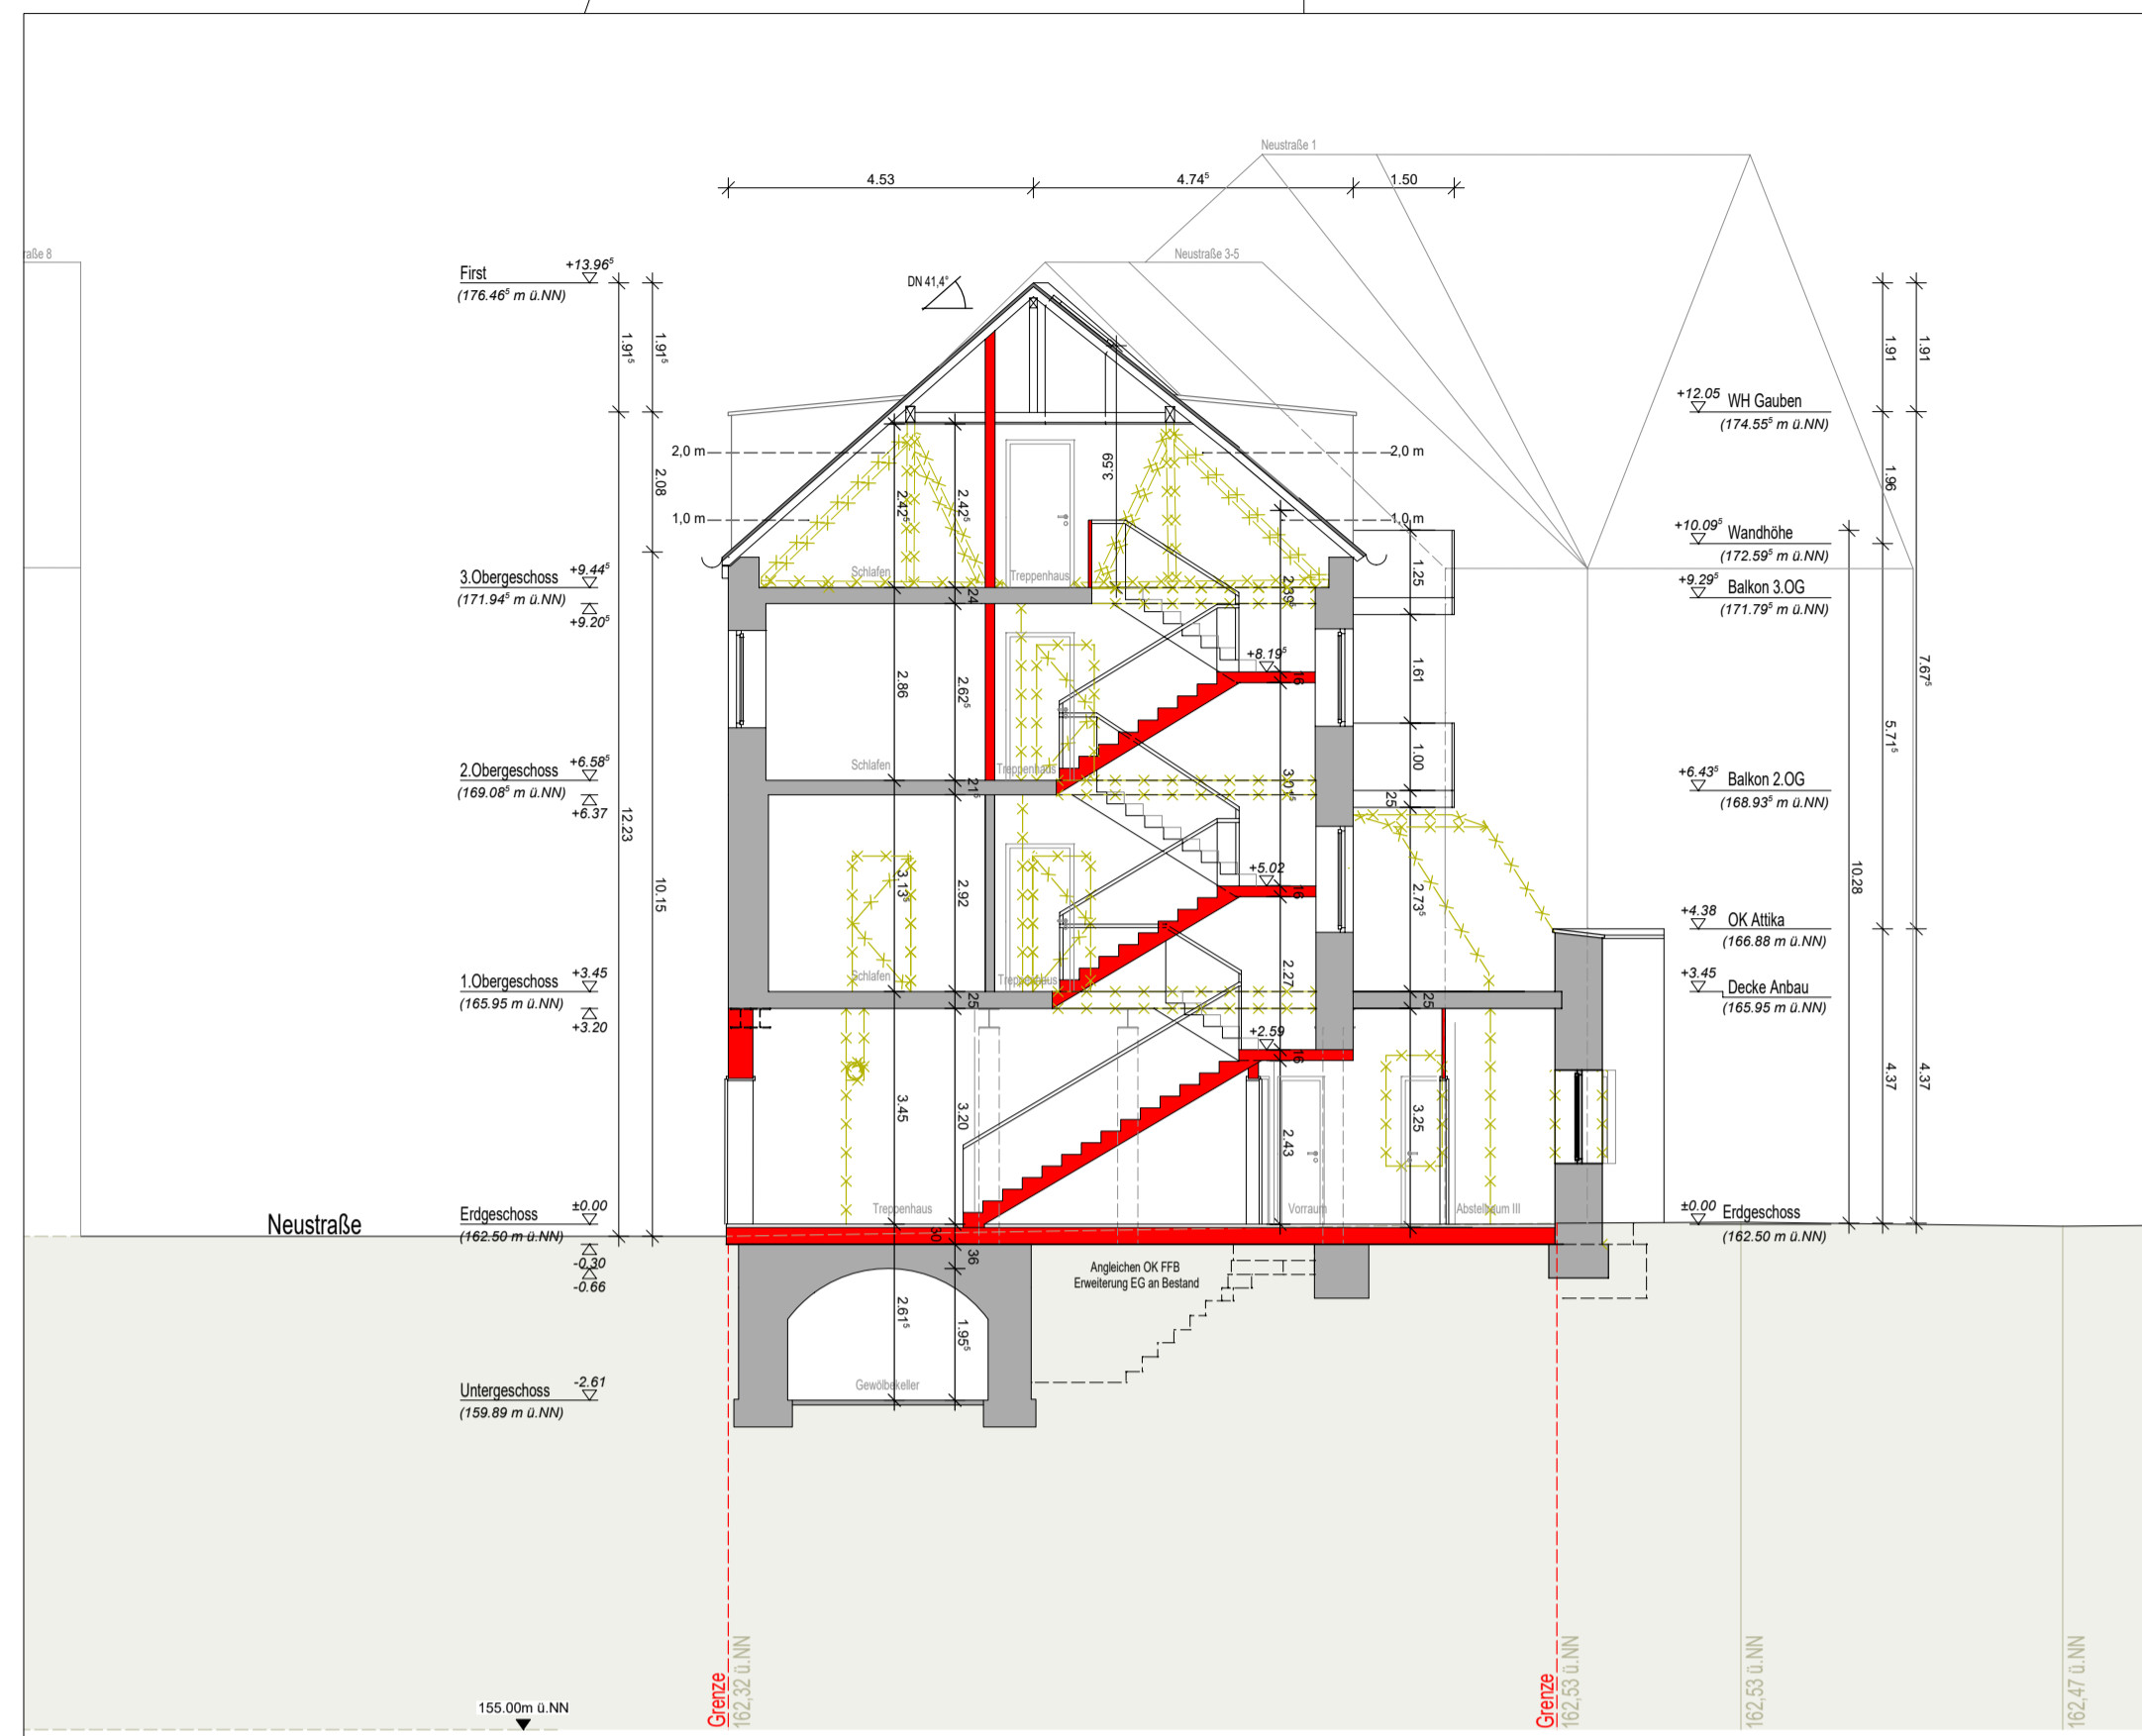 Neustraße 1
4.53
4.74⁵
1.50
raße 8
Neustraße 3-5
First
+13.96⁵
(176.46⁵ m ü.NN)
DN 41,4°
1.91⁵
1.91⁵
1.91
1.91
+12.05
WH Gauben
(174.55⁵ m ü.NN)
2,0 m
2,0 m
3.59
2.08
2.42⁵
2.42⁵
1.96
1,0 m
1,0 m
+10.09⁵
Wandhöhe
(172.59⁵ m ü.NN)
3.Obergeschoss
+9.44⁵
(171.94⁵ m ü.NN)
+9.20⁵
Schlafen
Treppenhaus
24
2.39⁵
1.25
+9.29⁵
Balkon 3.OG
(171.79⁵ m ü.NN)
+8.19⁵
16
2.86
2.62⁵
1.61
7.67⁵
5.71⁵
2.Obergeschoss
+6.58⁵
(169.08⁵ m ü.NN)
+6.37
Schlafen
Treppenhaus
21⁵
3.01⁵
1.00
25
+6.43⁵
Balkon 2.OG
(168.93⁵ m ü.NN)
12.23
10.15
3.13⁵
2.92
+5.02
16
2.73⁵
10.28
+4.38
OK Attika
(166.88 m ü.NN)
1.Obergeschoss
+3.45
(165.95 m ü.NN)
+3.20
Schlafen
Treppenhaus
25
2.27
25
+3.45
Decke Anbau
(165.95 m ü.NN)
+2.59
16
3.45
3.20
2.43
3.25
4.37
4.37
Neustraße
Erdgeschoss
±0.00
(162.50 m ü.NN)
-0.30
-0.66
Treppenhaus
Vorraum
Abstellraum III
±0.00
Erdgeschoss
(162.50 m ü.NN)
30
36
Angleichen OK FFB
Erweiterung EG an Bestand
2.61⁵
1.95⁵
Gewölbekeller
Untergeschoss
-2.61
(159.89 m ü.NN)
155.00m ü.NN
Grenze
162,32 ü.NN
Grenze
162,53 ü.NN
162,53 ü.NN
162,47 ü.NN